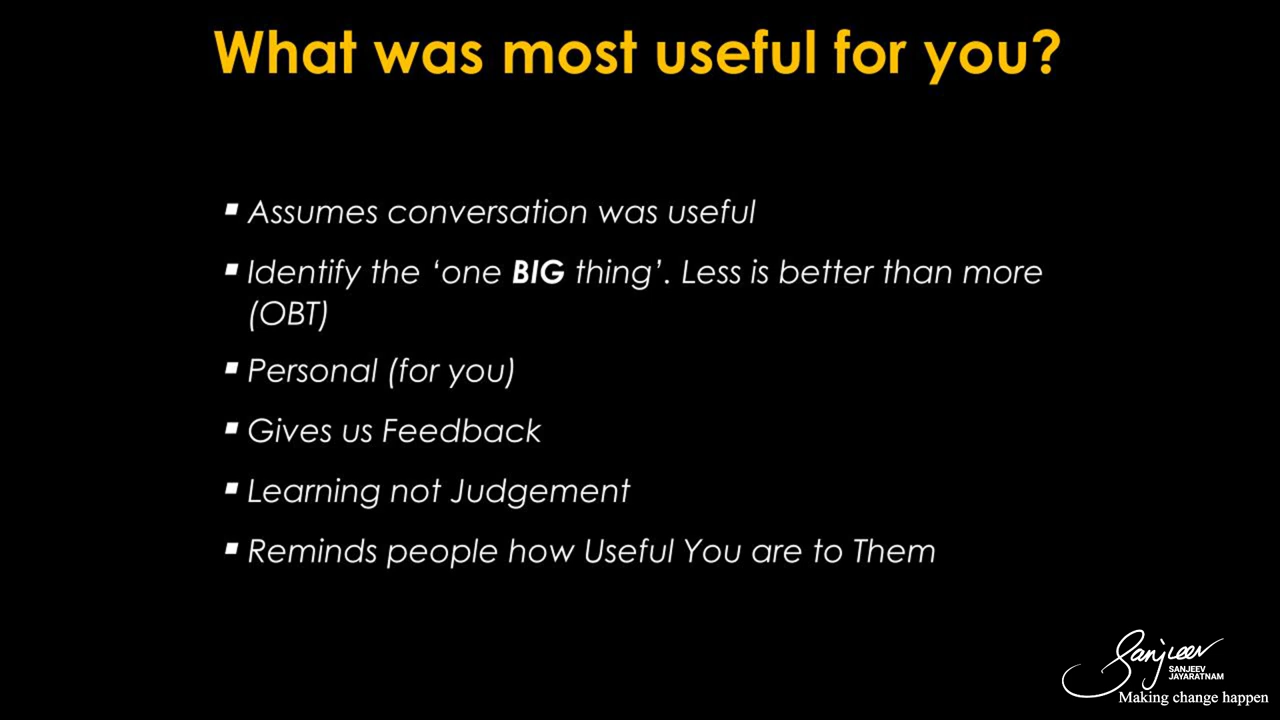 What was most useful for you?
▪ Assumes conversation was useful
▪ Identify the ‘one BIG thing’. Less is better than more
(OBT)
▪ Personal (for you)
▪ Gives us Feedback
▪ Learning not Judgement
▪ Reminds people how Useful You are to Them
Sanjeev
SANJEEV
JAYARATNAM
Making change happen